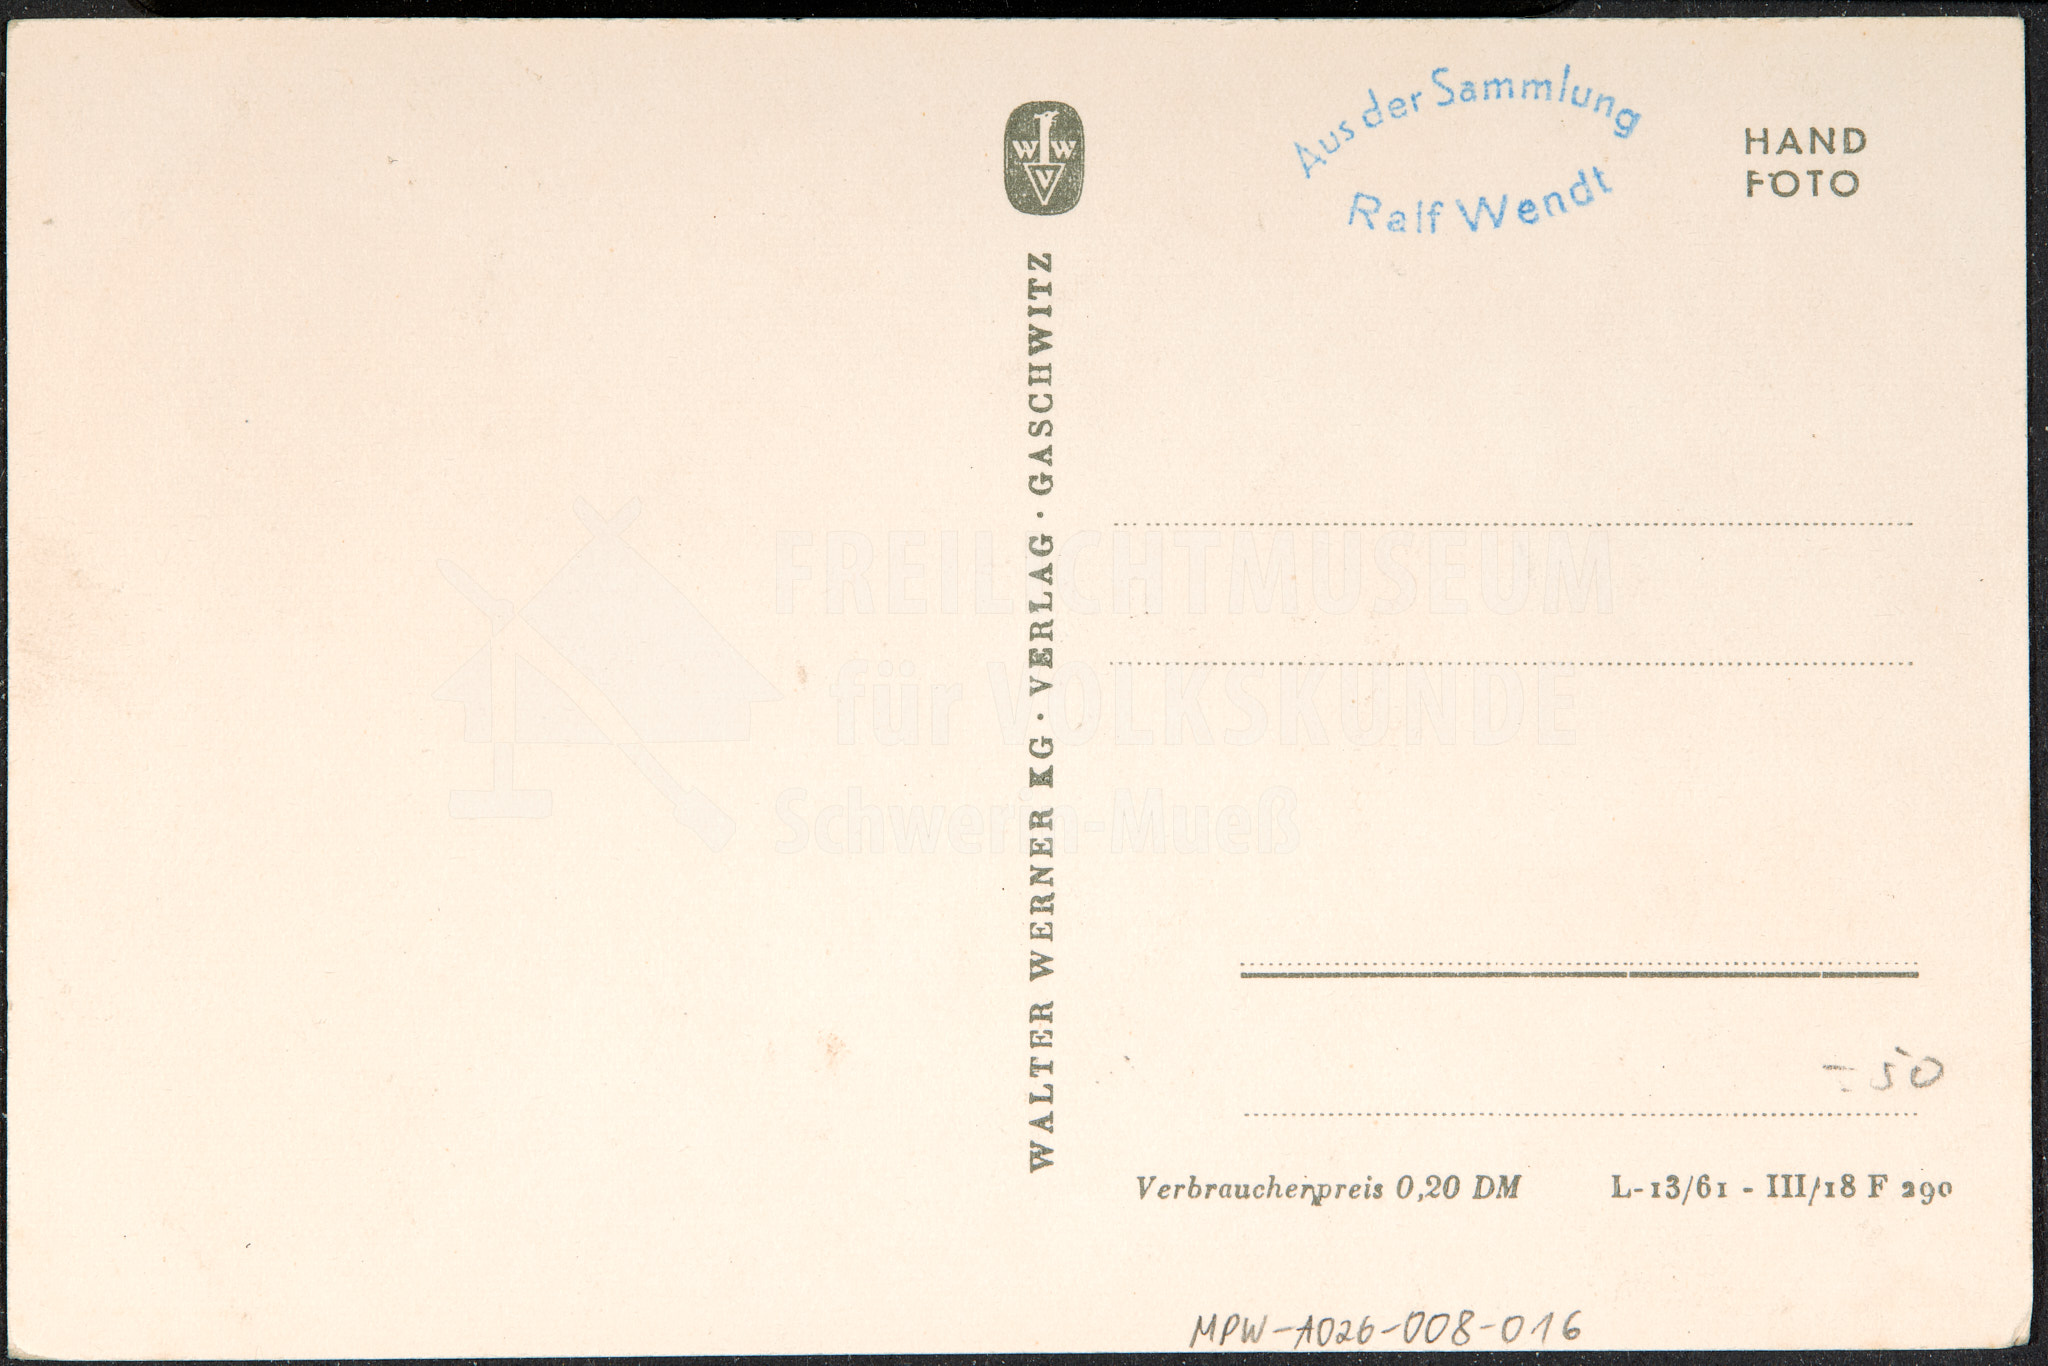 W W
V
Aus der Sammlung
Ralf Wendt
HAND
FOTO
WALTER WERNER KG · VERLAG · GASCHWITZ
FREILICHTMUSEUM
für VOLKSKUNDE
Schwerin-Mueß
-.50
Verbraucherpreis 0,20 DM L-13/61 - III/18 F 290
MPW-A026-008-016